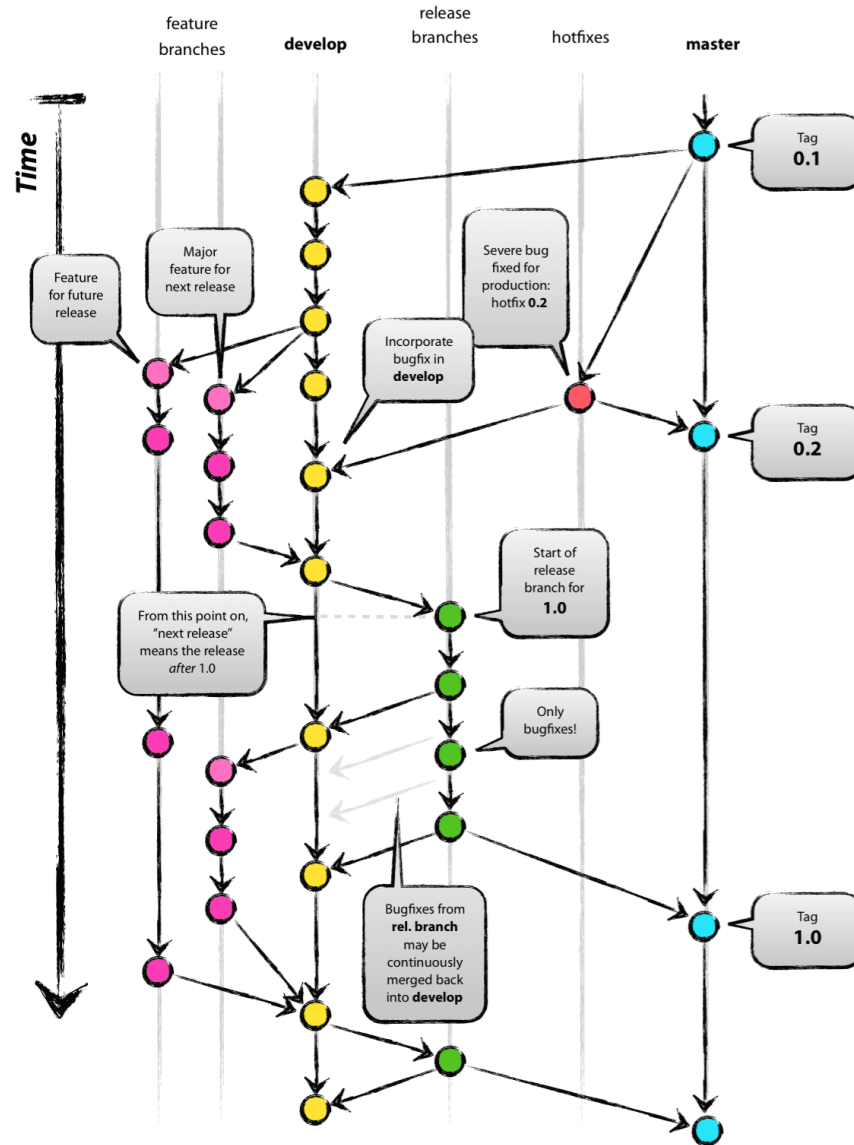 feature
branches
develop
release
branches
hotfixes
master
Time
Tag
0.1
Major
feature for
next release
Severe bug
fixed for
production:
hotfix 0.2
Feature
for future
release
Incorporate
bugfix in
develop
Tag
0.2
Start of
release
branch for
1.0
From this point on,
“next release”
means the release
after 1.0
Only
bugfixes!
Bugfixes from
rel. branch
may be
continuously
merged back
into develop
Tag
1.0